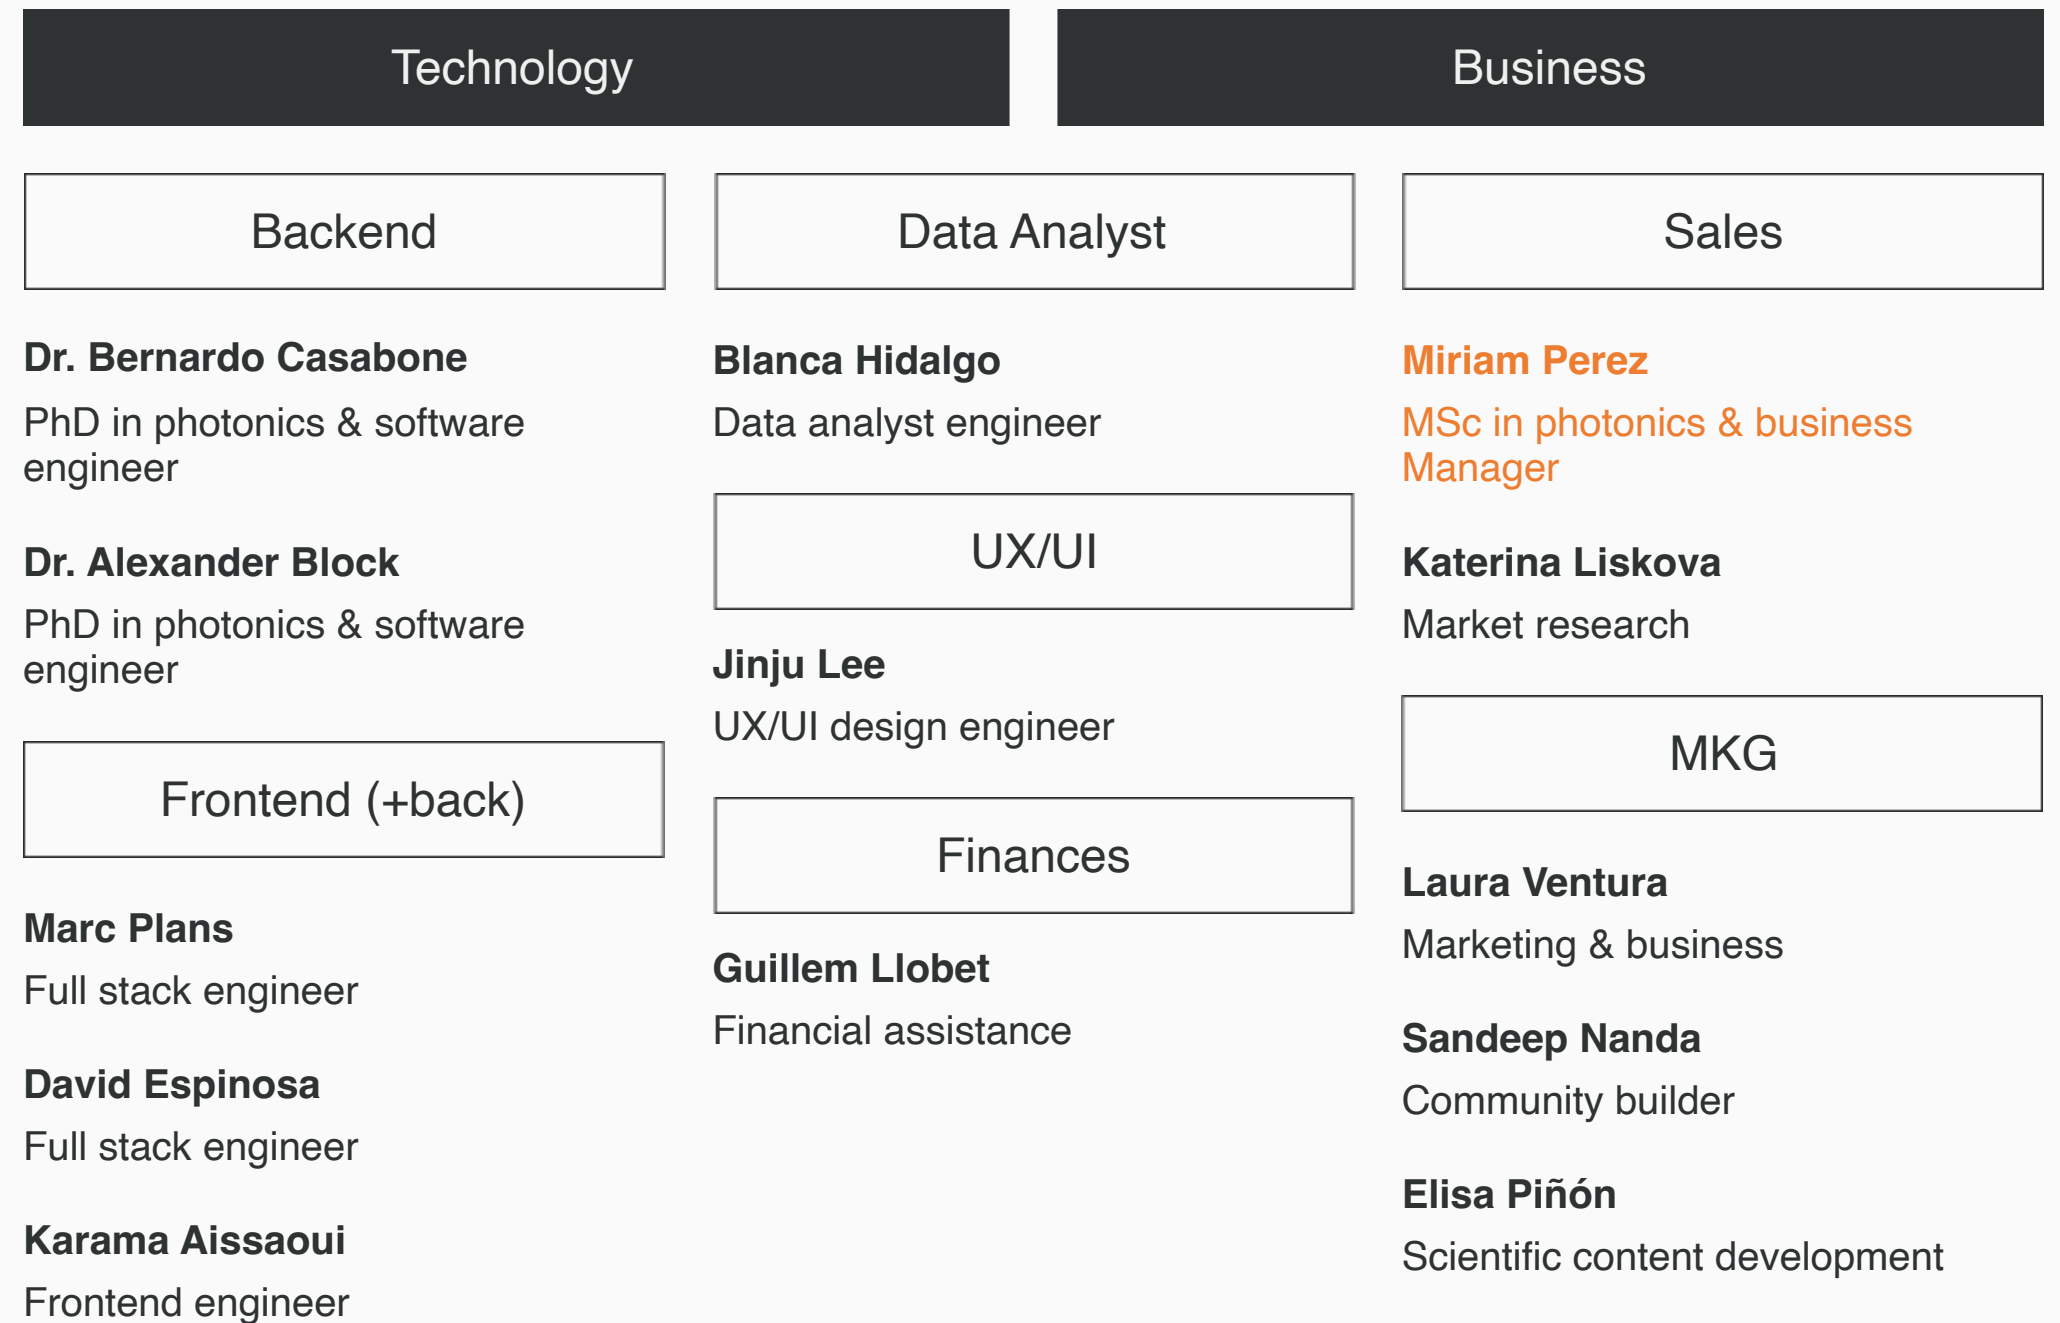 Technology
Business
Backend
Dr. Bernardo Casabone
PhD in photonics & software
engineer
Dr. Alexander Block
PhD in photonics & software
engineer
Frontend (+back)
Marc Plans
Full stack engineer
David Espinosa
Full stack engineer
Karama Aissaoui
Frontend engineer
Data Analyst
Blanca Hidalgo
Data analyst engineer
UX/UI
Jinju Lee
UX/UI design engineer
Finances
Guillem Llobet
Financial assistance
Sales
Miriam Perez
MSc in photonics & business
Manager
Katerina Liskova
Market research
MKG
Laura Ventura
Marketing & business
Sandeep Nanda
Community builder
Elisa Piñón
Scientific content development